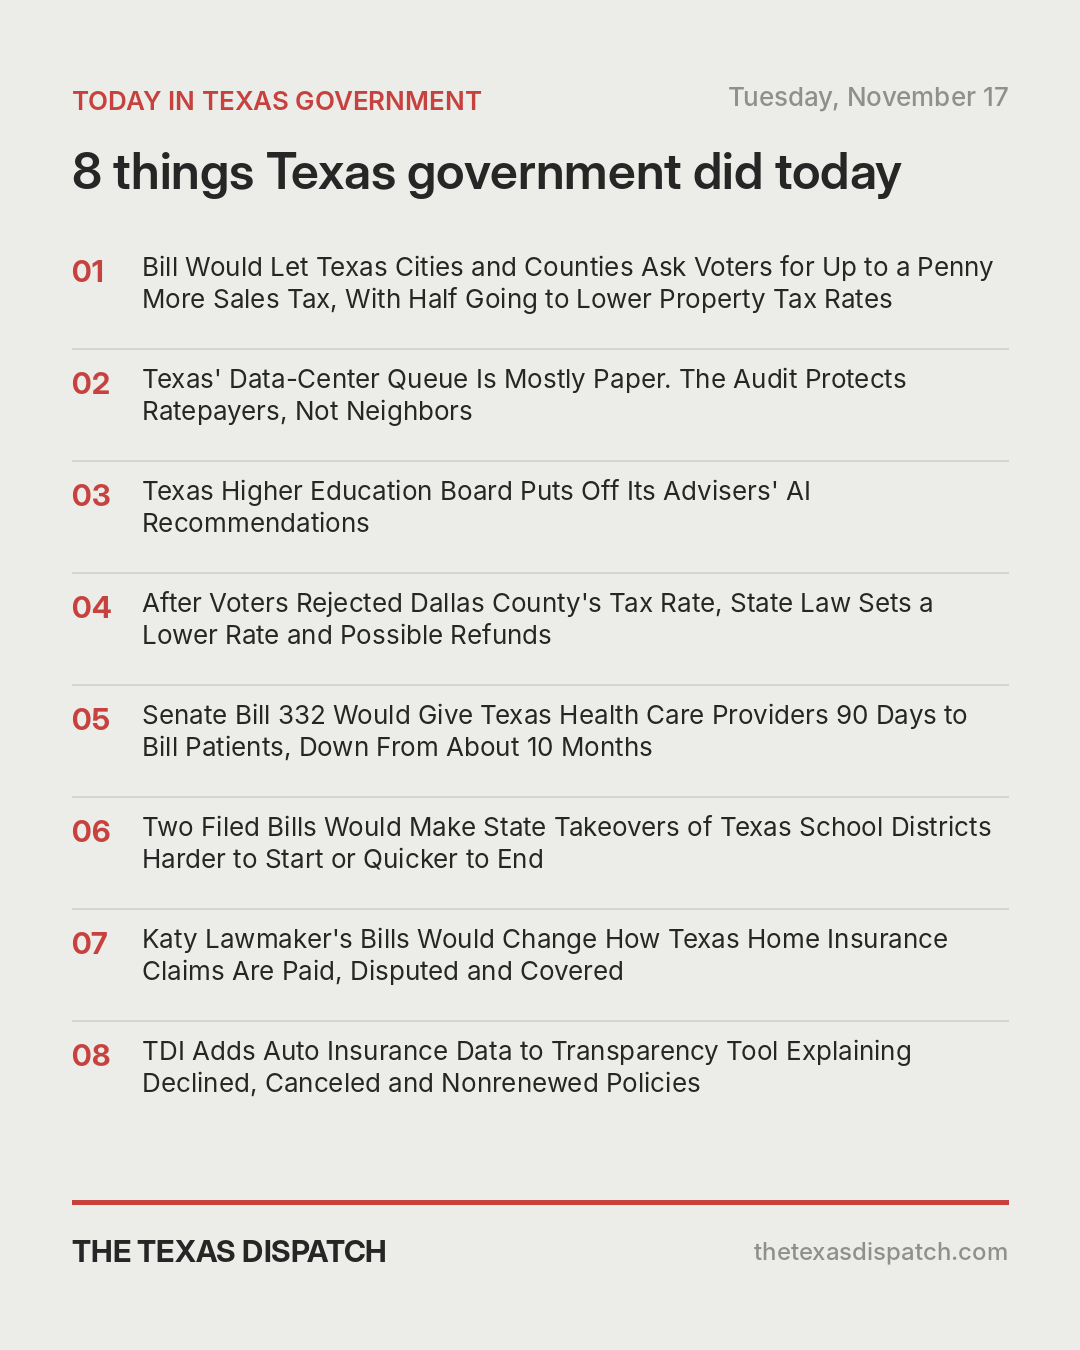 TODAY IN TEXAS GOVERNMENT
Tuesday, November 17
8 things Texas government did today
01
Bill Would Let Texas Cities and Counties Ask Voters for Up to a Penny
More Sales Tax, With Half Going to Lower Property Tax Rates
02
Texas' Data-Center Queue Is Mostly Paper. The Audit Protects
Ratepayers, Not Neighbors
03
Texas Higher Education Board Puts Off Its Advisers' AI
Recommendations
04
After Voters Rejected Dallas County's Tax Rate, State Law Sets a
Lower Rate and Possible Refunds
05
Senate Bill 332 Would Give Texas Health Care Providers 90 Days to
Bill Patients, Down From About 10 Months
06
Two Filed Bills Would Make State Takeovers of Texas School Districts
Harder to Start or Quicker to End
07
Katy Lawmaker's Bills Would Change How Texas Home Insurance
Claims Are Paid, Disputed and Covered
08
TDI Adds Auto Insurance Data to Transparency Tool Explaining
Declined, Canceled and Nonrenewed Policies
THE TEXAS DISPATCH
thetexasdispatch.com